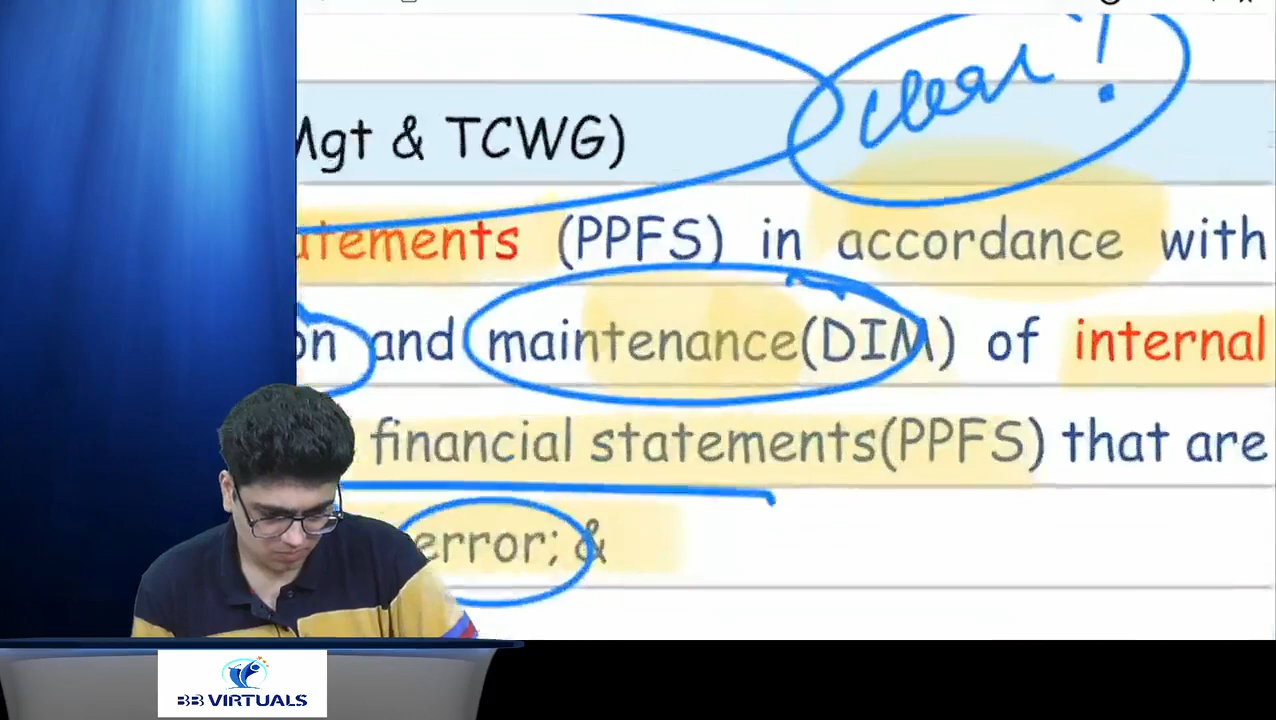 clear!
Mgt & TCWG)
atements (PPFS) in accordance with
on and maintenance(DIM) of internal
financial statements(PPFS) that are
error; &
BB VIRTUALS